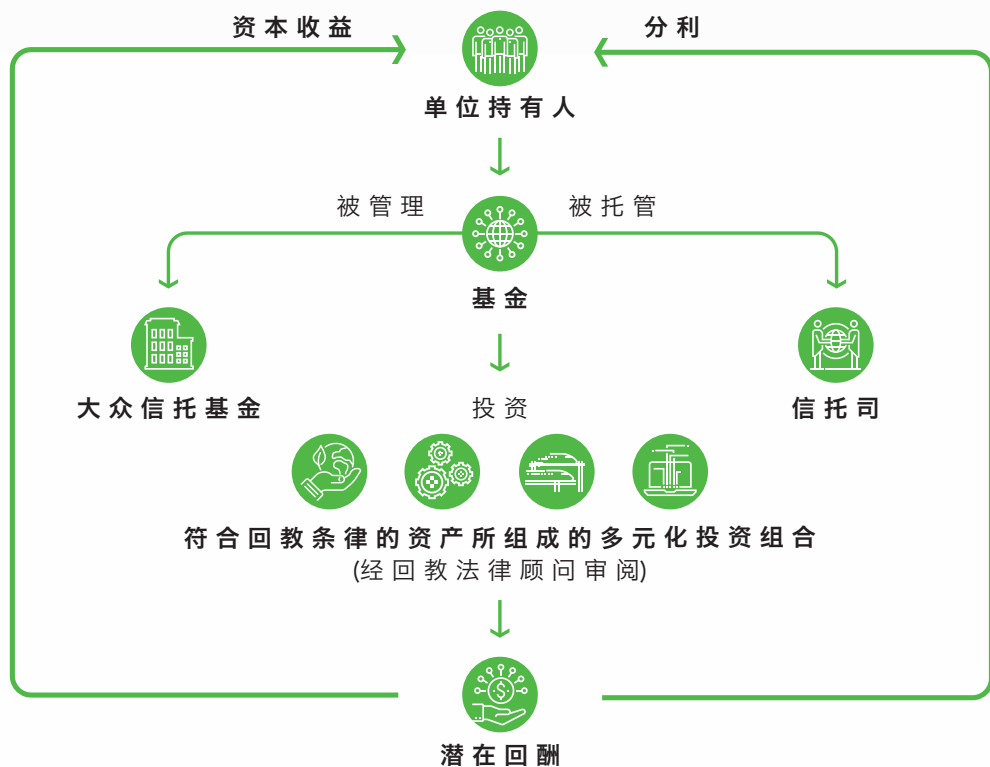 资本收益
分利
单位持有人
被管理
被托管
基金
大众信托基金
投资
信托司
符合回教条律的资产所组成的多元化投资组合
(经回教法律顾问审阅)
$
潜在回酬